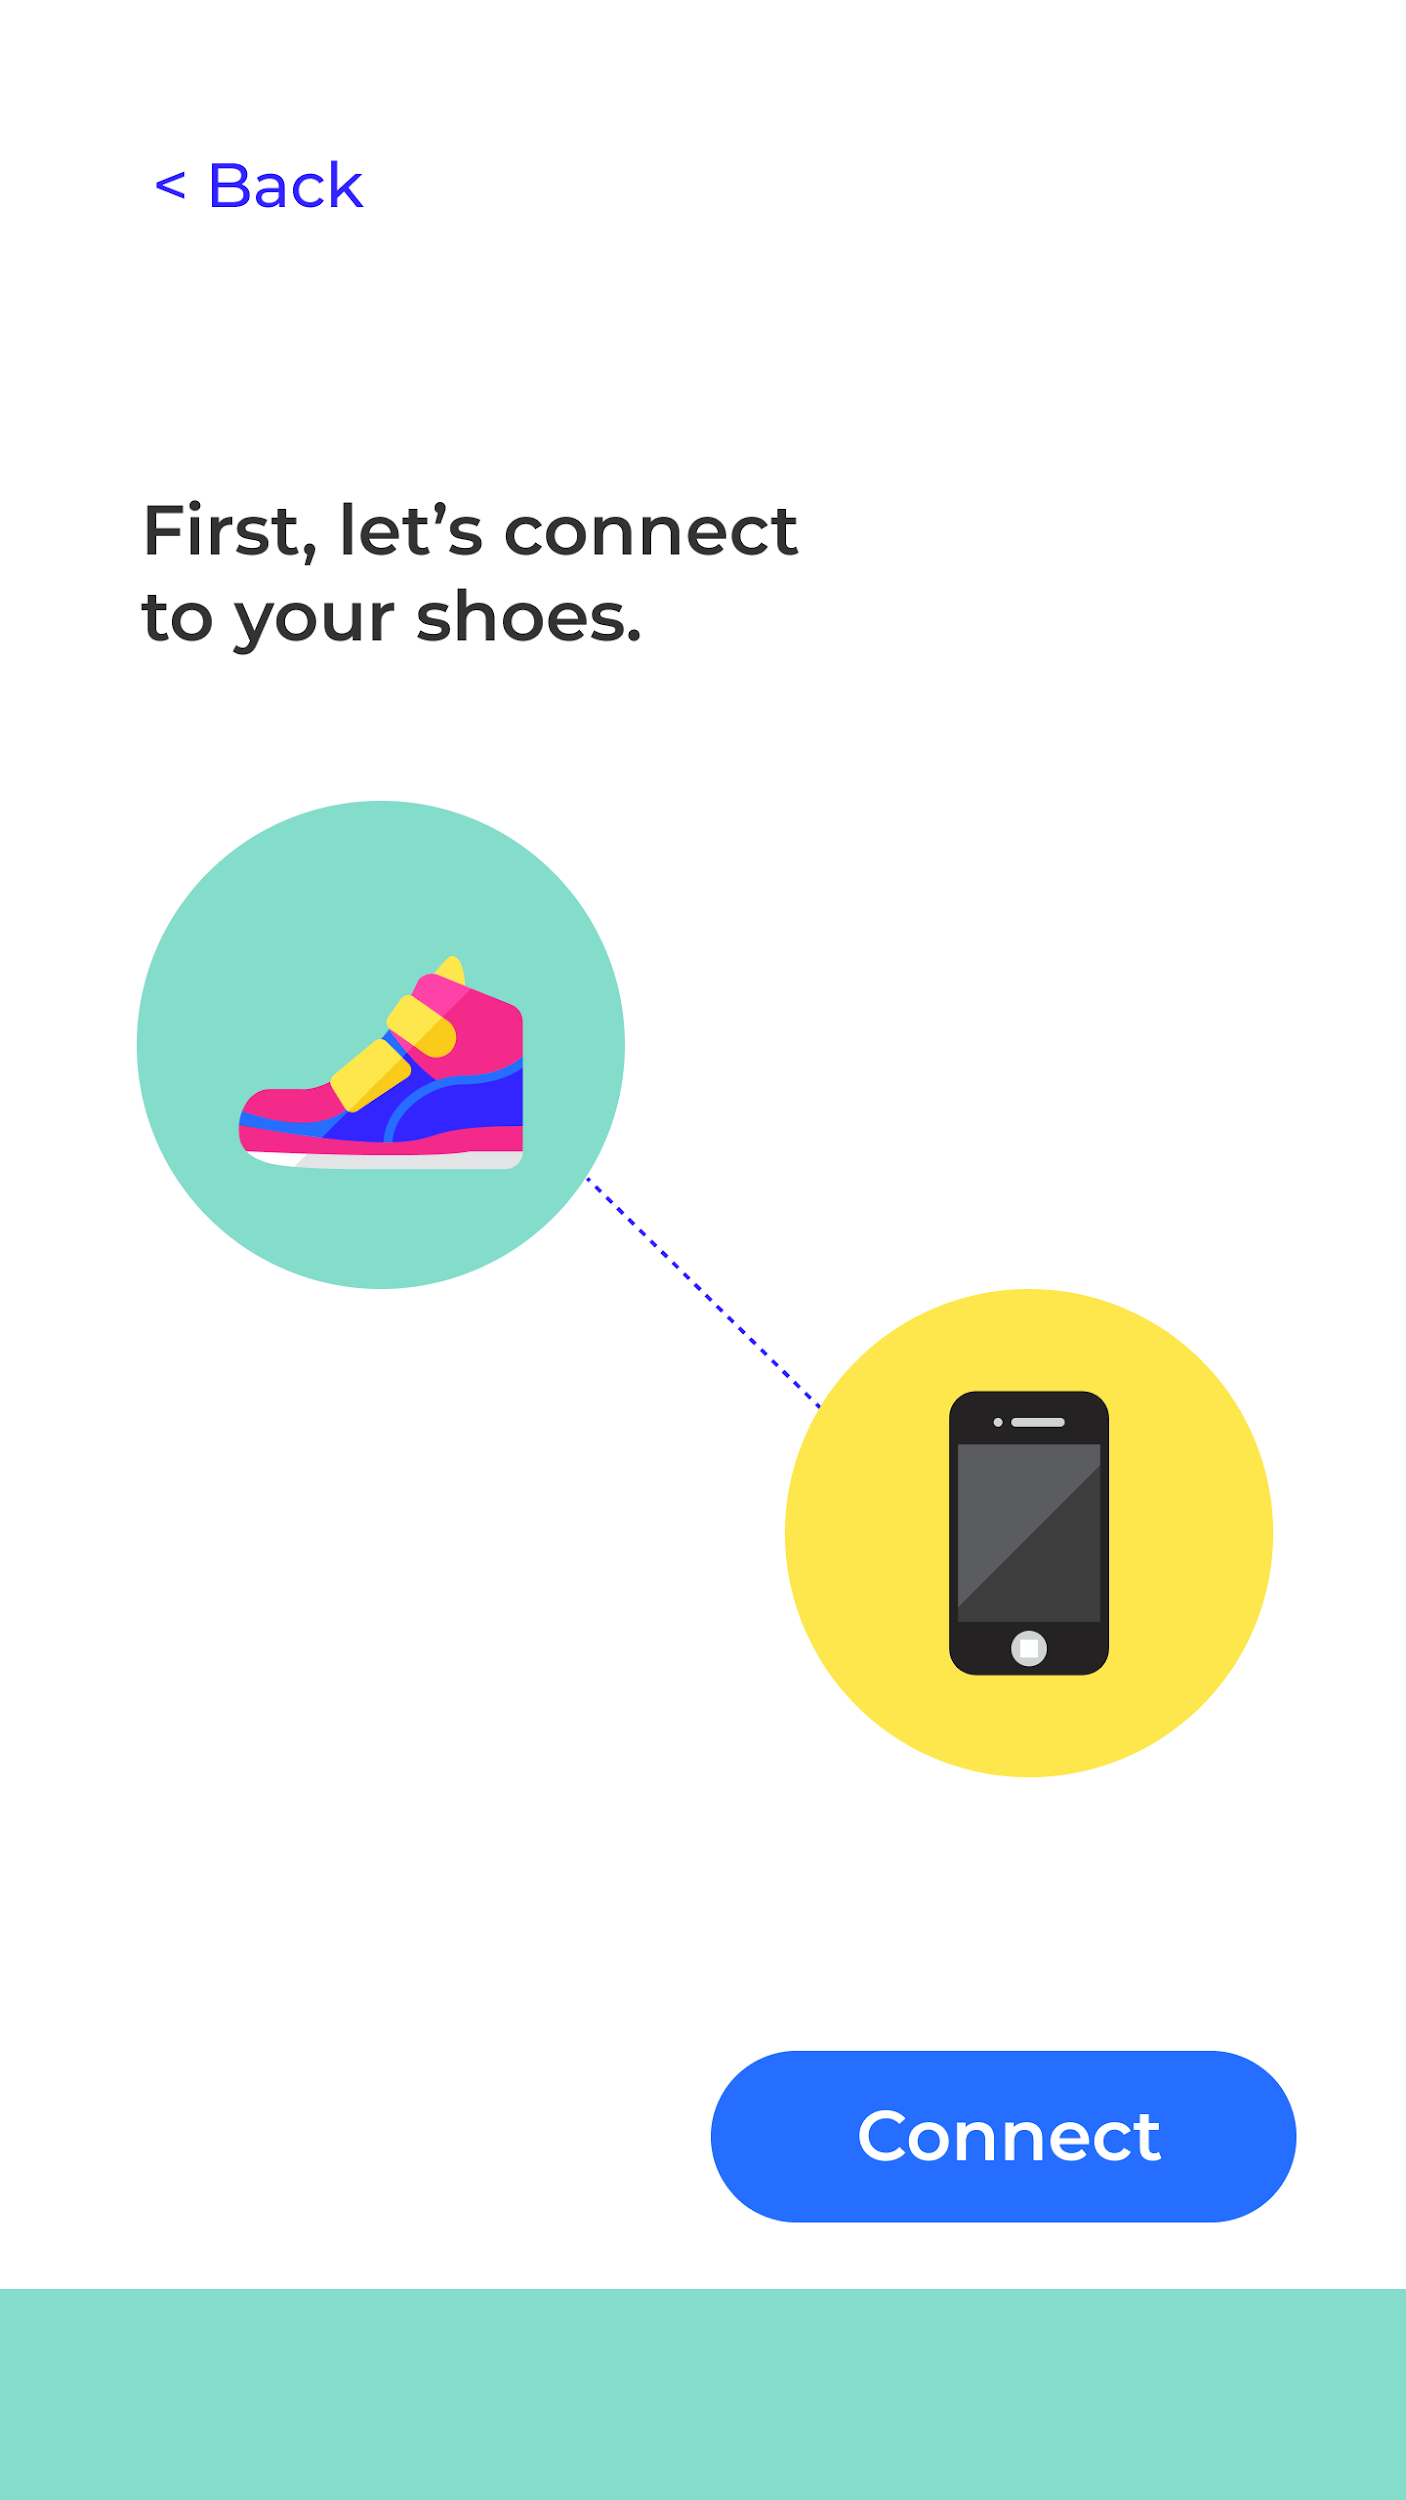 < Back
First, let’s connect
to your shoes.
Connect